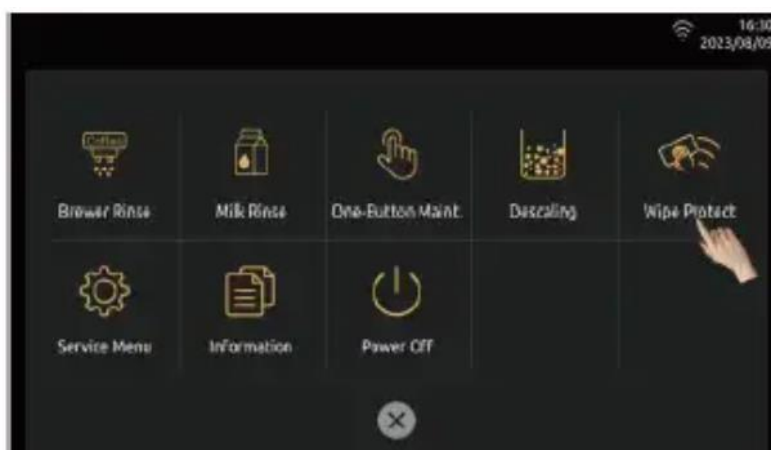 16:30
2023/08/09
Coffee
Brewer Rinse
Milk Rinse
One-Button Maint.
Descaling
Wipe Protect
Service Menu
Information
Power Off